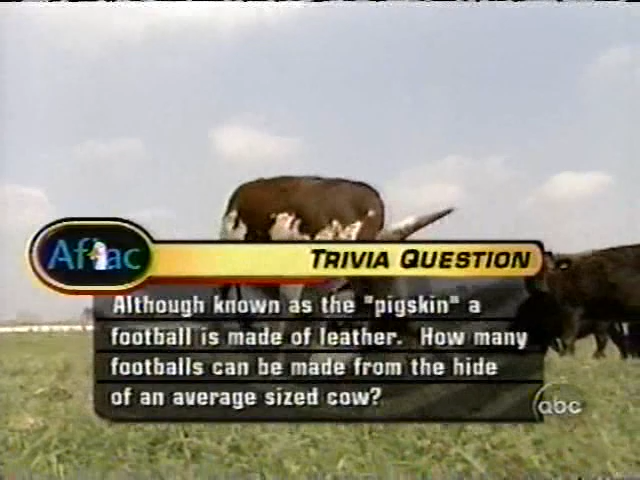 Aflac
TRIVIA QUESTION
Although known as the "pigskin" a
football is made of leather. How many
footballs can be made from the hide
of an average sized cow?
abc